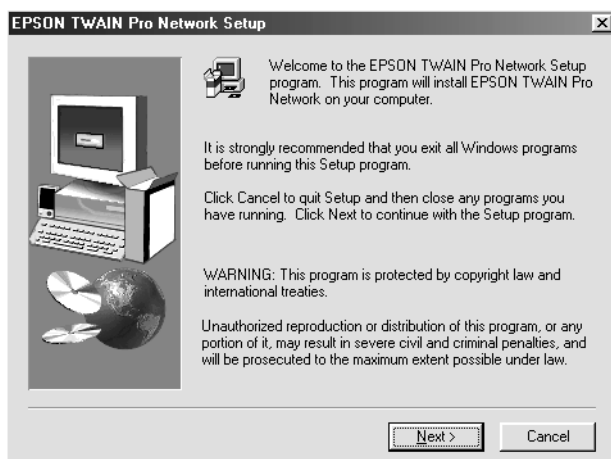 EPSON TWAIN Pro Network Setup
Welcome to the EPSON TWAIN Pro Network Setup
program. This program will install EPSON TWAIN Pro
Network on your computer.
It is strongly recommended that you exit all Windows programs
before running this Setup program.
Click Cancel to quit Setup and then close any programs you
have running. Click Next to continue with the Setup program.
WARNING: This program is protected by copyright law and
international treaties.
Unauthorized reproduction or distribution of this program, or any
portion of it, may result in severe civil and criminal penalties, and
will be prosecuted to the maximum extent possible under law.
Next >
Cancel